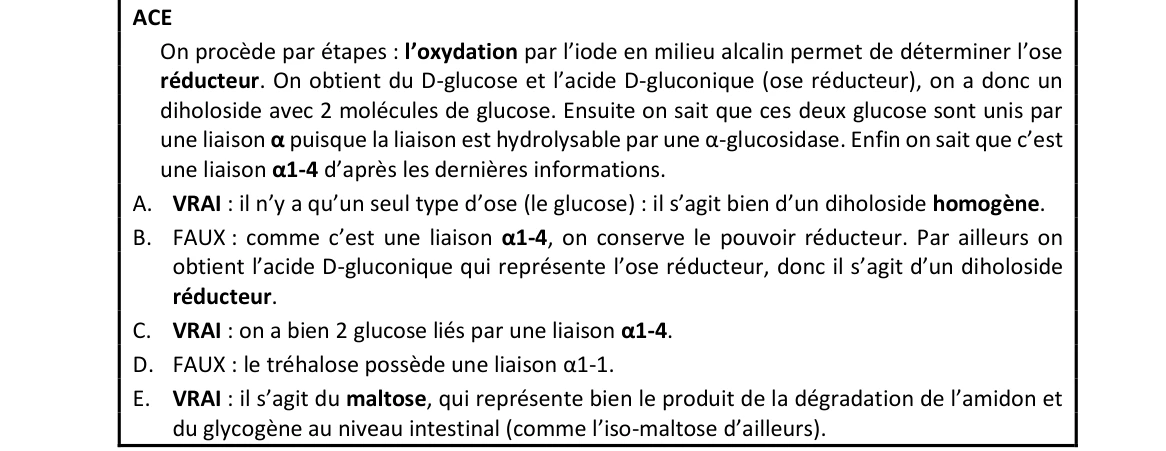 ACE
On procède par étapes : l’oxydation par l’iode en milieu alcalin permet de déterminer l’ose
réducteur. On obtient du D-glucose et l’acide D-gluconique (ose réducteur), on a donc un
diholoside avec 2 molécules de glucose. Ensuite on sait que ces deux glucose sont unis par
une liaison α puisque la liaison est hydrolysable par une α-glucosidase. Enfin on sait que c’est
une liaison α1-4 d’après les dernières informations.
A. VRAI : il n’y a qu’un seul type d’ose (le glucose) : il s’agit bien d’un diholoside homogène.
B. FAUX : comme c’est une liaison α1-4, on conserve le pouvoir réducteur. Par ailleurs on
obtient l’acide D-gluconique qui représente l’ose réducteur, donc il s’agit d’un diholoside
réducteur.
C. VRAI : on a bien 2 glucose liés par une liaison α1-4.
D. FAUX : le tréhalose possède une liaison α1-1.
E. VRAI : il s’agit du maltose, qui représente bien le produit de la dégradation de l’amidon et
du glycogène au niveau intestinal (comme l’iso-maltose d’ailleurs).